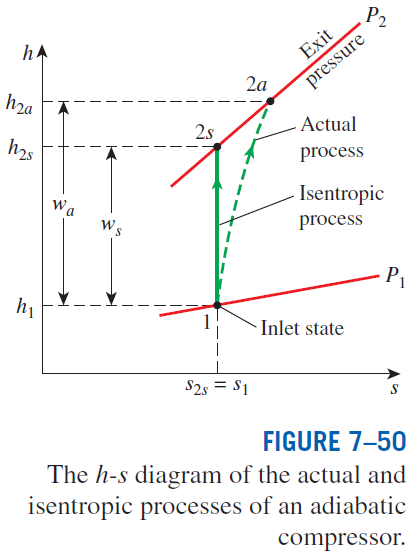 P2
Exit
pressure
h
2a
h2a
Actual
process
2s
h2s
Isentropic
process
wa
ws
P1
h1
1
Inlet state
s2s = s1
s
FIGURE 7–50
The h-s diagram of the actual and
isentropic processes of an adiabatic
compressor.